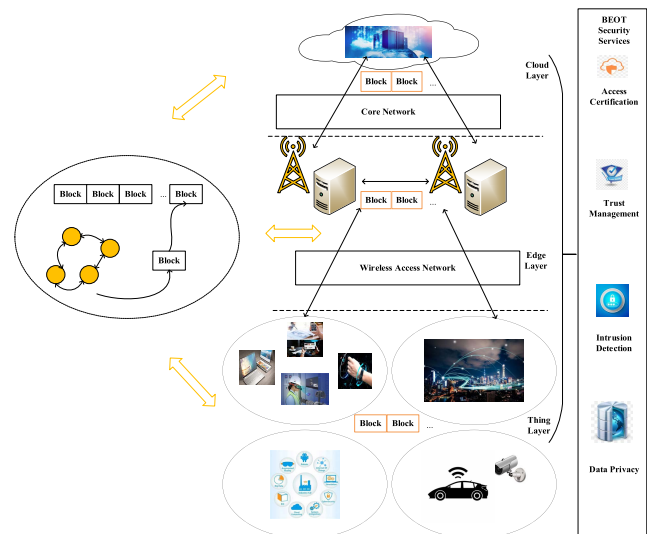 BEOT
Security
Services
Access
Certification
Trust
Management
Intrusion
Detection
Data Privacy
Cloud
Layer
Block Block ...
Core Network
Block Block Block ... Block
Block
Block Block ...
Edge
Layer
Wireless Access Network
Thing
Layer
Block Block ...